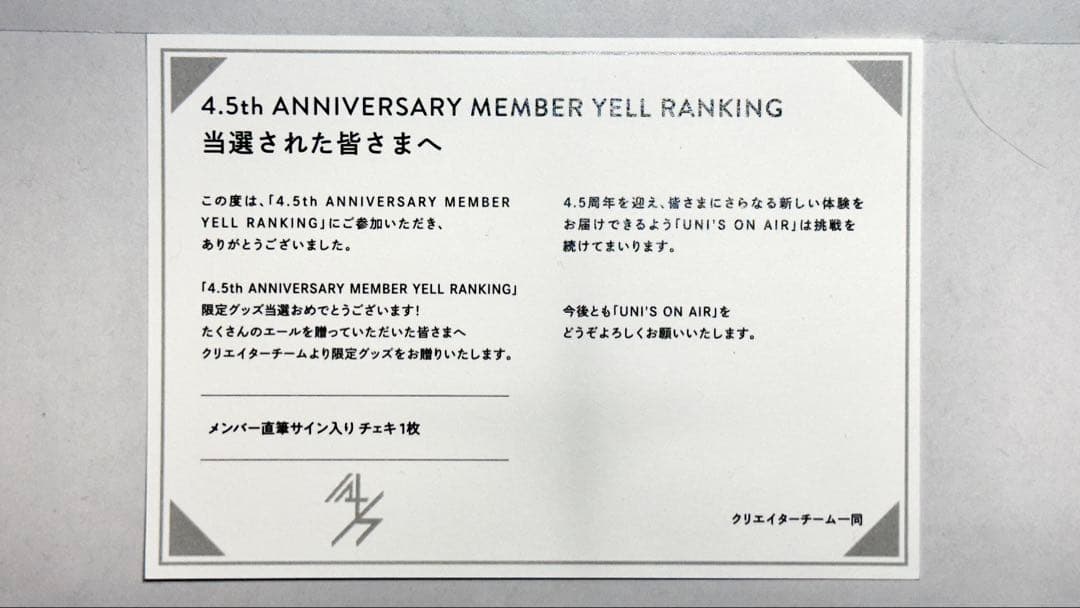 4.5th ANNIVERSARY MEMBER YELL RANKING
当選された皆さまへ
この度は、「4.5th ANNIVERSARY MEMBER
YELL RANKING」にご参加いただき、
ありがとうございました。
「4.5th ANNIVERSARY MEMBER YELL RANKING」
限定グッズ当選おめでとうございます!
たくさんのエールを贈っていただいた皆さまへ
クリエイターチームより限定グッズをお贈りいたします。
メンバー直筆サイン入り チェキ1枚
4.5周年を迎え、皆さまにさらなる新しい体験を
お届けできるよう「UNI'S ON AIR」は挑戦を
続けてまいります。
今後とも「UNI'S ON AIR」を
どうぞよろしくお願いいたします。
クリエイターチーム一同